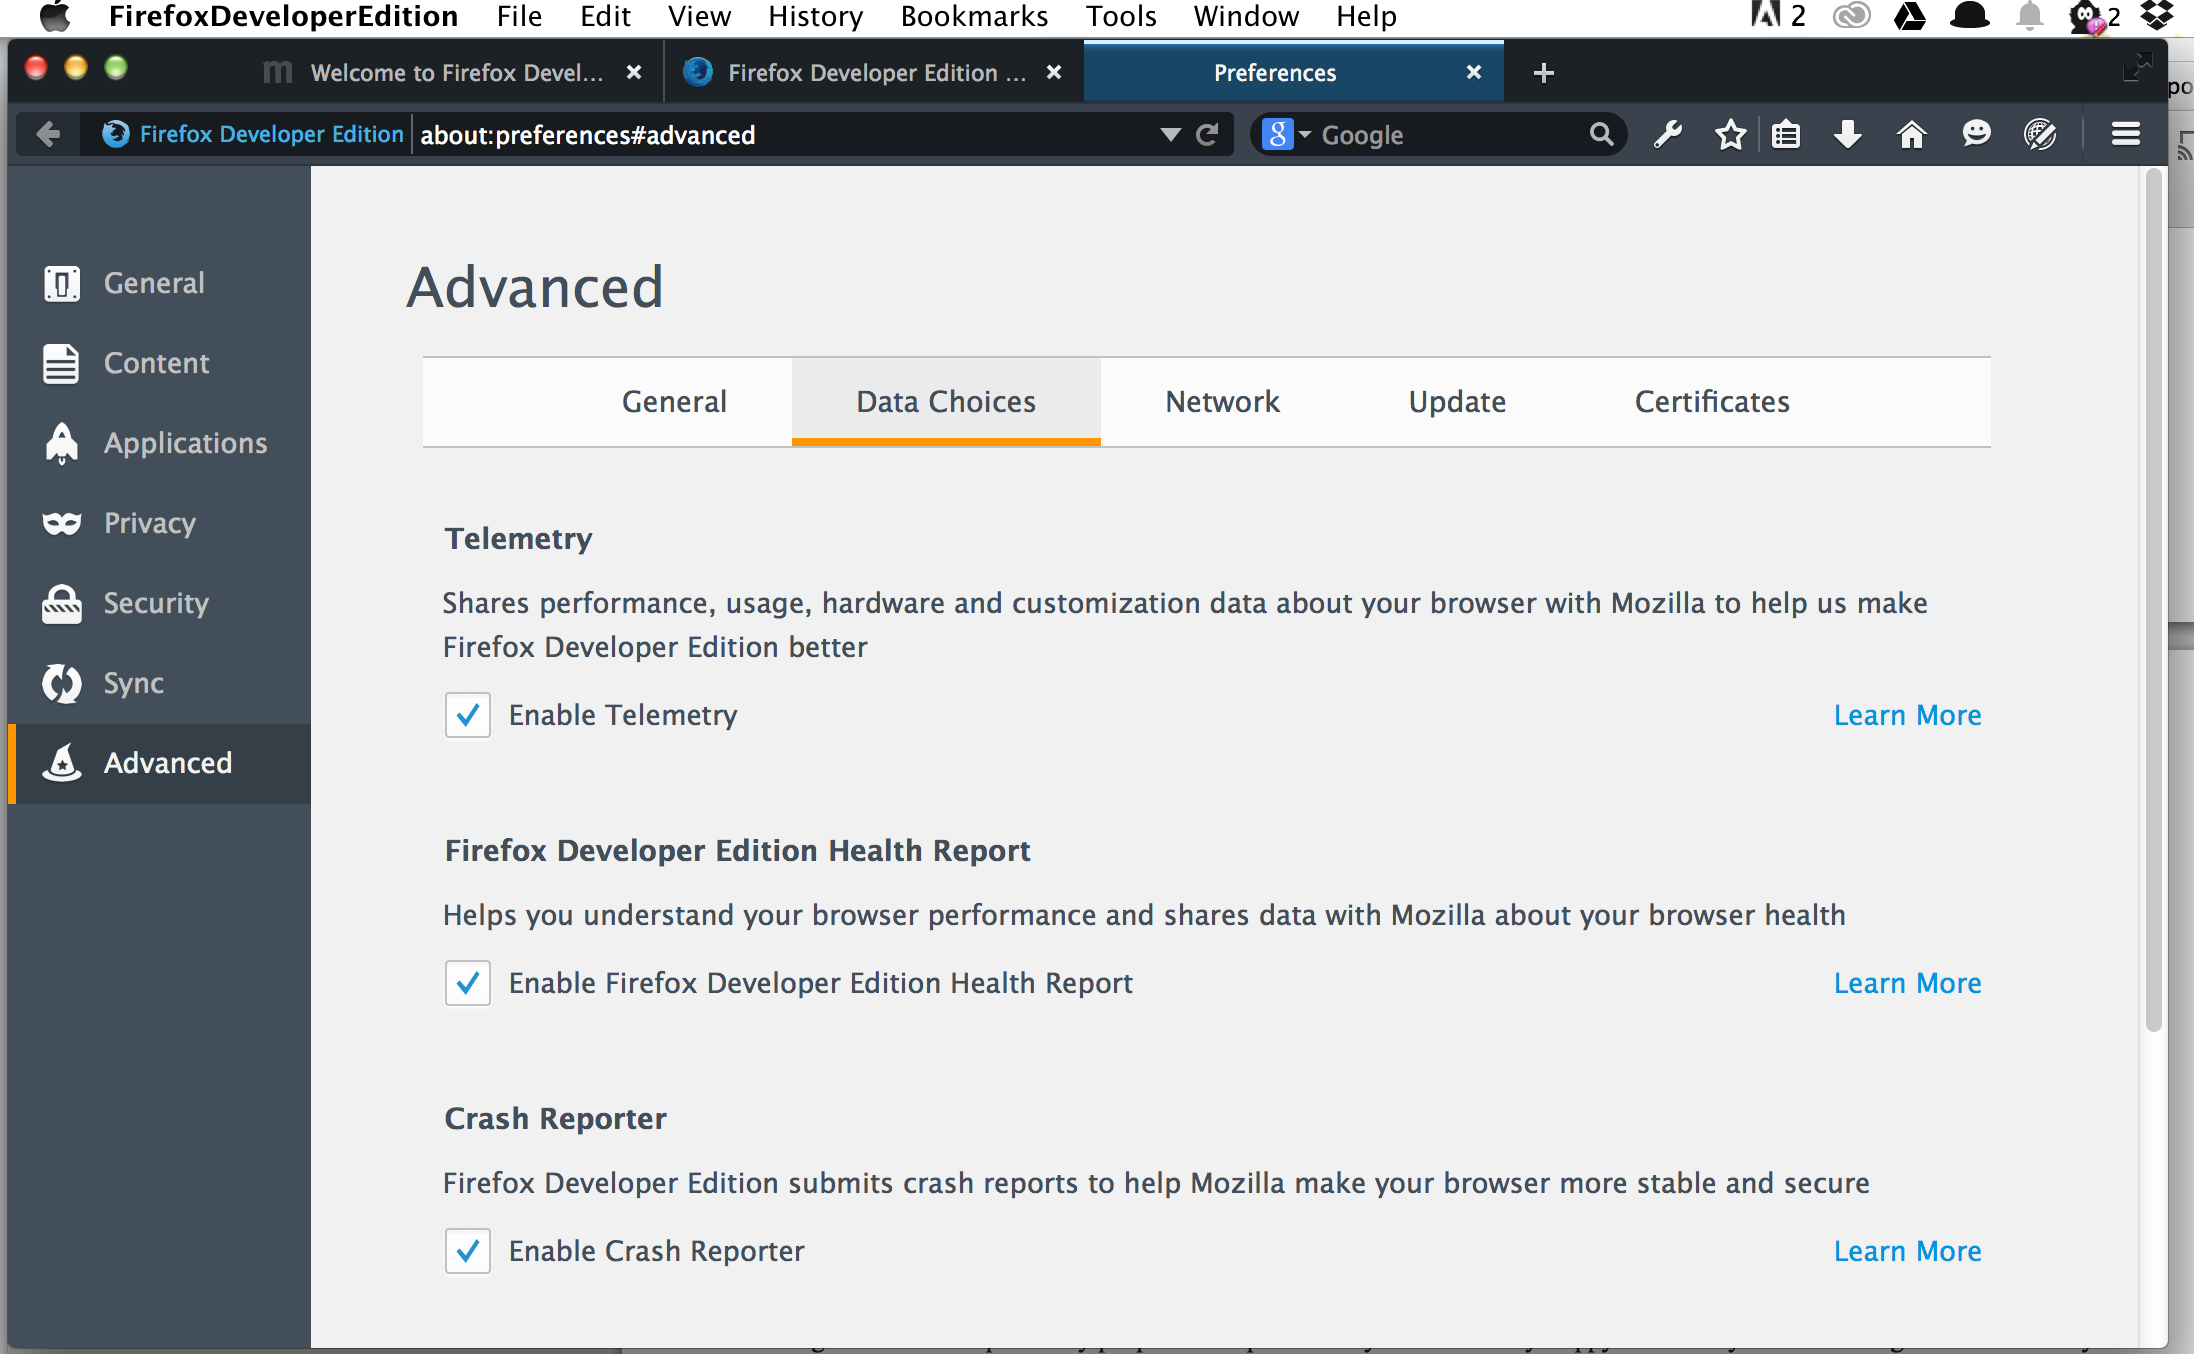 FirefoxDeveloperEdition File Edit View History Bookmarks Tools Window Help 2 2
m Welcome to Firefox Devel... Firefox Developer Edition ... Preferences
Firefox Developer Edition about:preferences#advanced 8 Google
General
Content
Applications
Privacy
Security
Sync
Advanced
Advanced
General Data Choices Network Update Certificates
Telemetry
Shares performance, usage, hardware and customization data about your browser with Mozilla to help us make
Firefox Developer Edition better
Enable Telemetry Learn More
Firefox Developer Edition Health Report
Helps you understand your browser performance and shares data with Mozilla about your browser health
Enable Firefox Developer Edition Health Report Learn More
Crash Reporter
Firefox Developer Edition submits crash reports to help Mozilla make your browser more stable and secure
Enable Crash Reporter Learn More